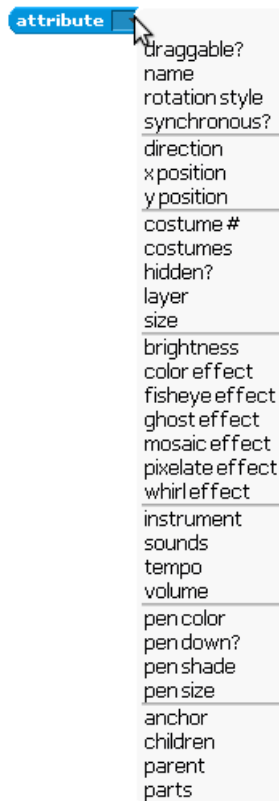 attribute
draggable?
name
rotation style
synchronous?
direction
x position
y position
costume #
costumes
hidden?
layer
size
brightness
color effect
fisheye effect
ghost effect
mosaic effect
pixelate effect
whirl effect
instrument
sounds
tempo
volume
pen color
pen down?
pen shade
pen size
anchor
children
parent
parts